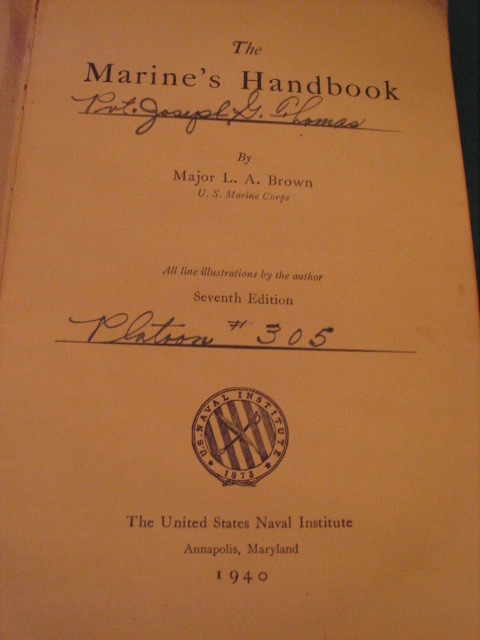 The
Marine's Handbook
Pvt. Joseph G. Thomas
By
Major L. A. Brown
U. S. Marine Corps
All line illustrations by the author
Seventh Edition
Platoon # 305
U.S. NAVAL INSTITUTE
1873
The United States Naval Institute
Annapolis, Maryland
1940